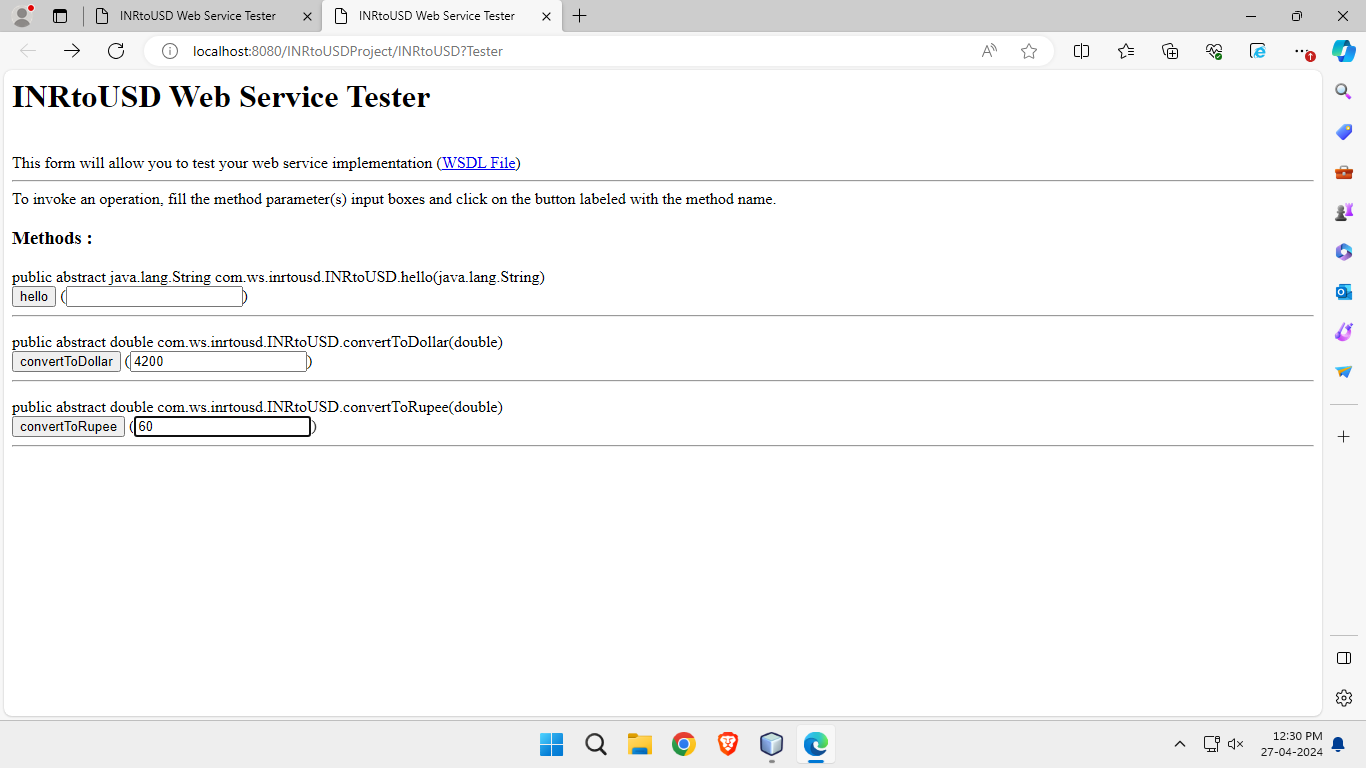 INRtoUSD Web Service Tester
INRtoUSD Web Service Tester
localhost:8080/INRtoUSDProject/INRtoUSD?Tester
INRtoUSD Web Service Tester
This form will allow you to test your web service implementation (WSDL File)
To invoke an operation, fill the method parameter(s) input boxes and click on the button labeled with the method name.
Methods :
public abstract java.lang.String com.ws.inrtousd.INRtoUSD.hello(java.lang.String)
hello ( )
public abstract double com.ws.inrtousd.INRtoUSD.convertToDollar(double)
convertToDollar (4200)
public abstract double com.ws.inrtousd.INRtoUSD.convertToRupee(double)
convertToRupee (60)
12:30 PM
27-04-2024